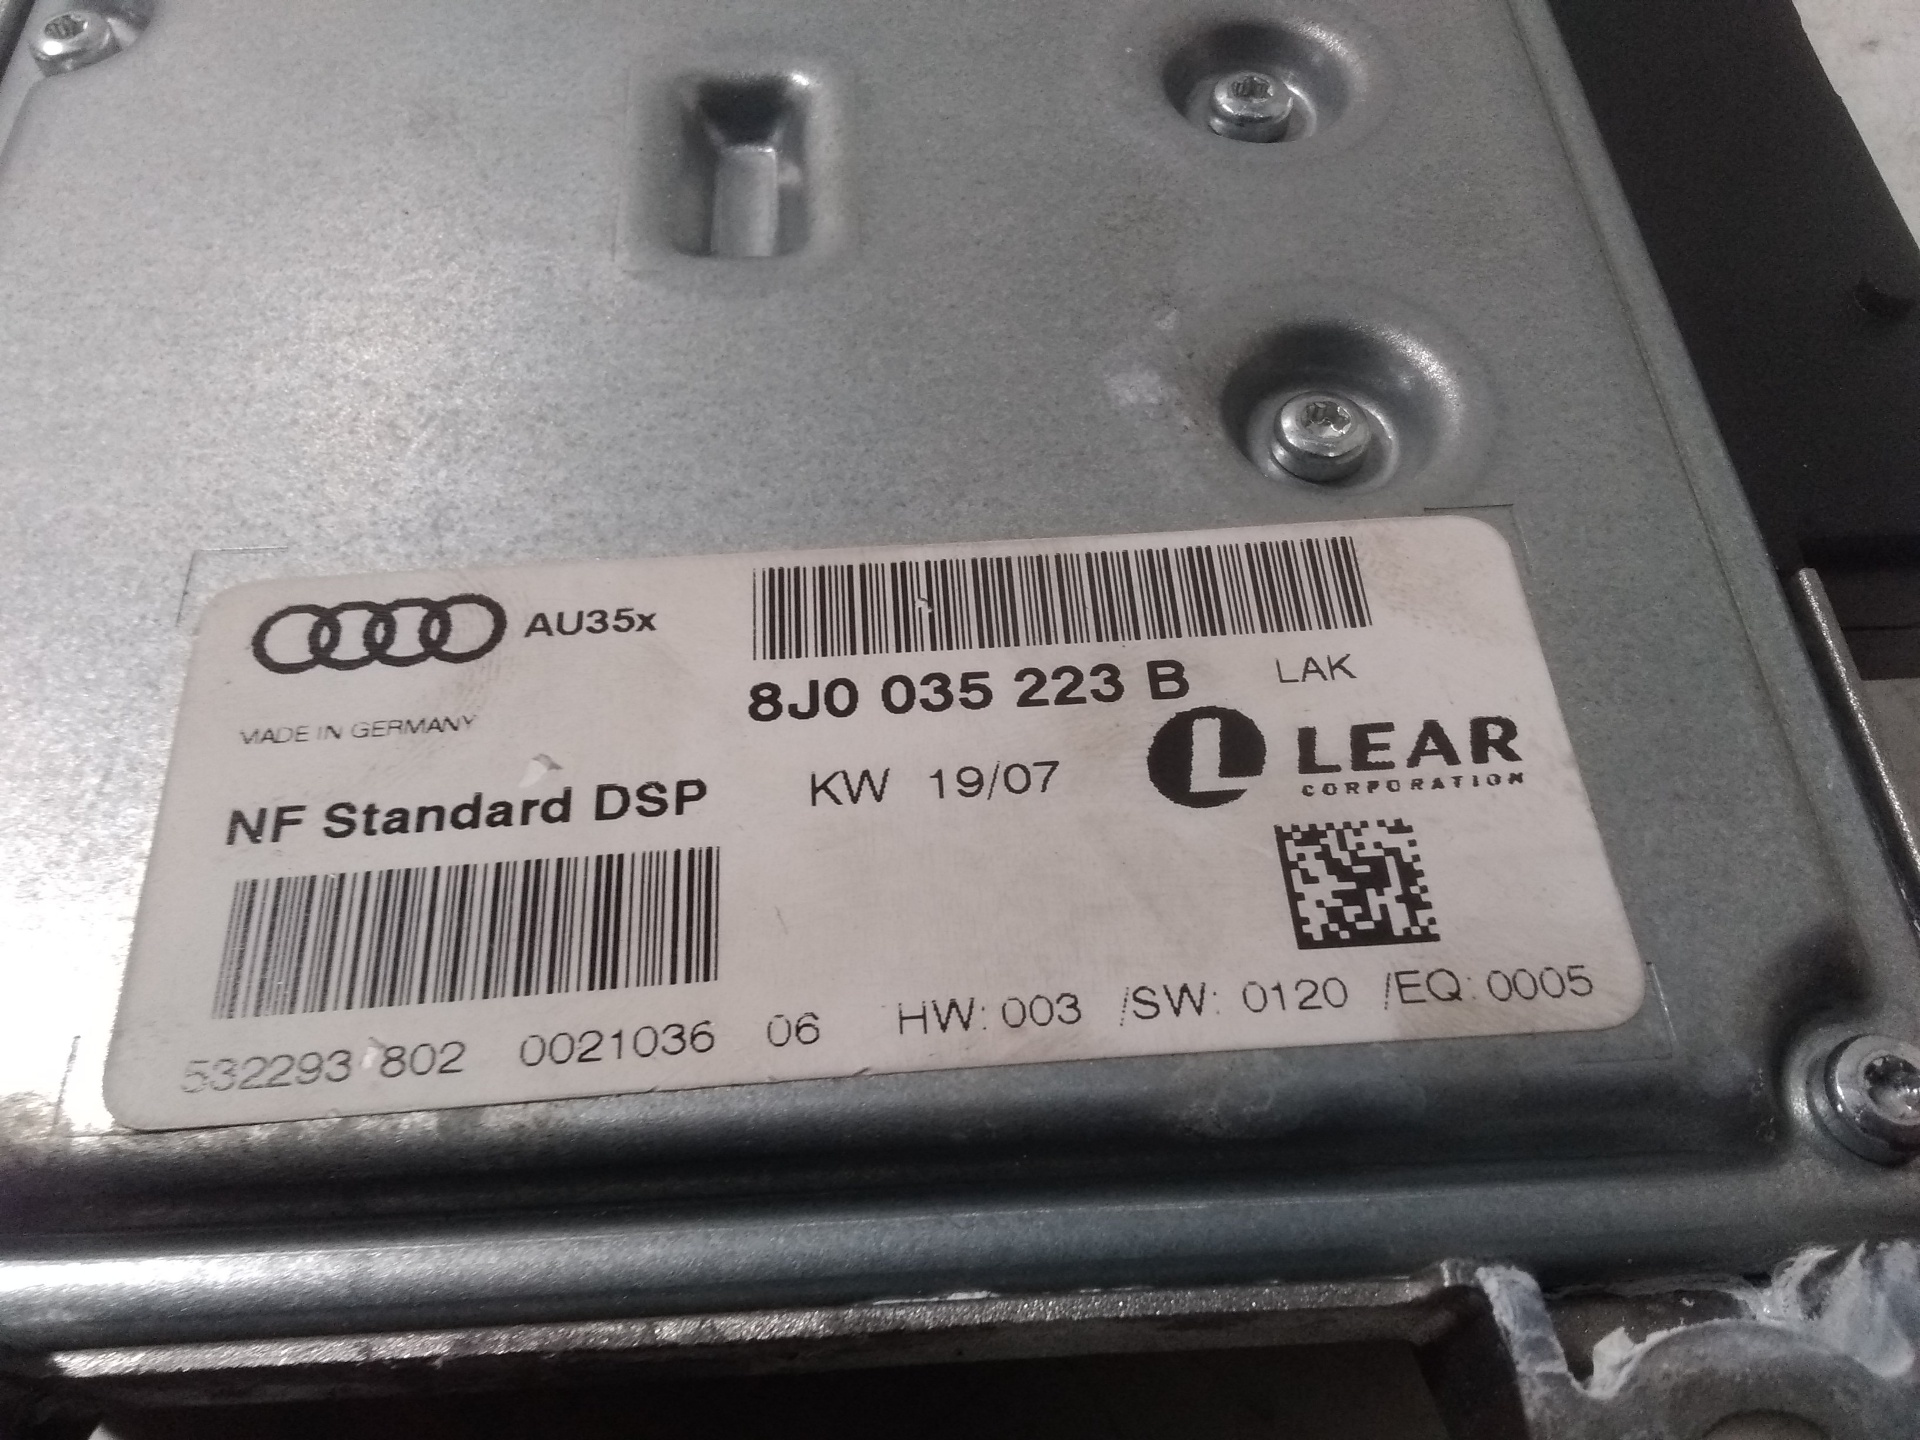 AU35x
8J0 035 223 B LAK
MADE IN GERMANY
LEAR
CORPORATION
NF Standard DSP KW 19/07
532293 802 0021036 06 HW: 003 /SW: 0120 /EQ: 0005